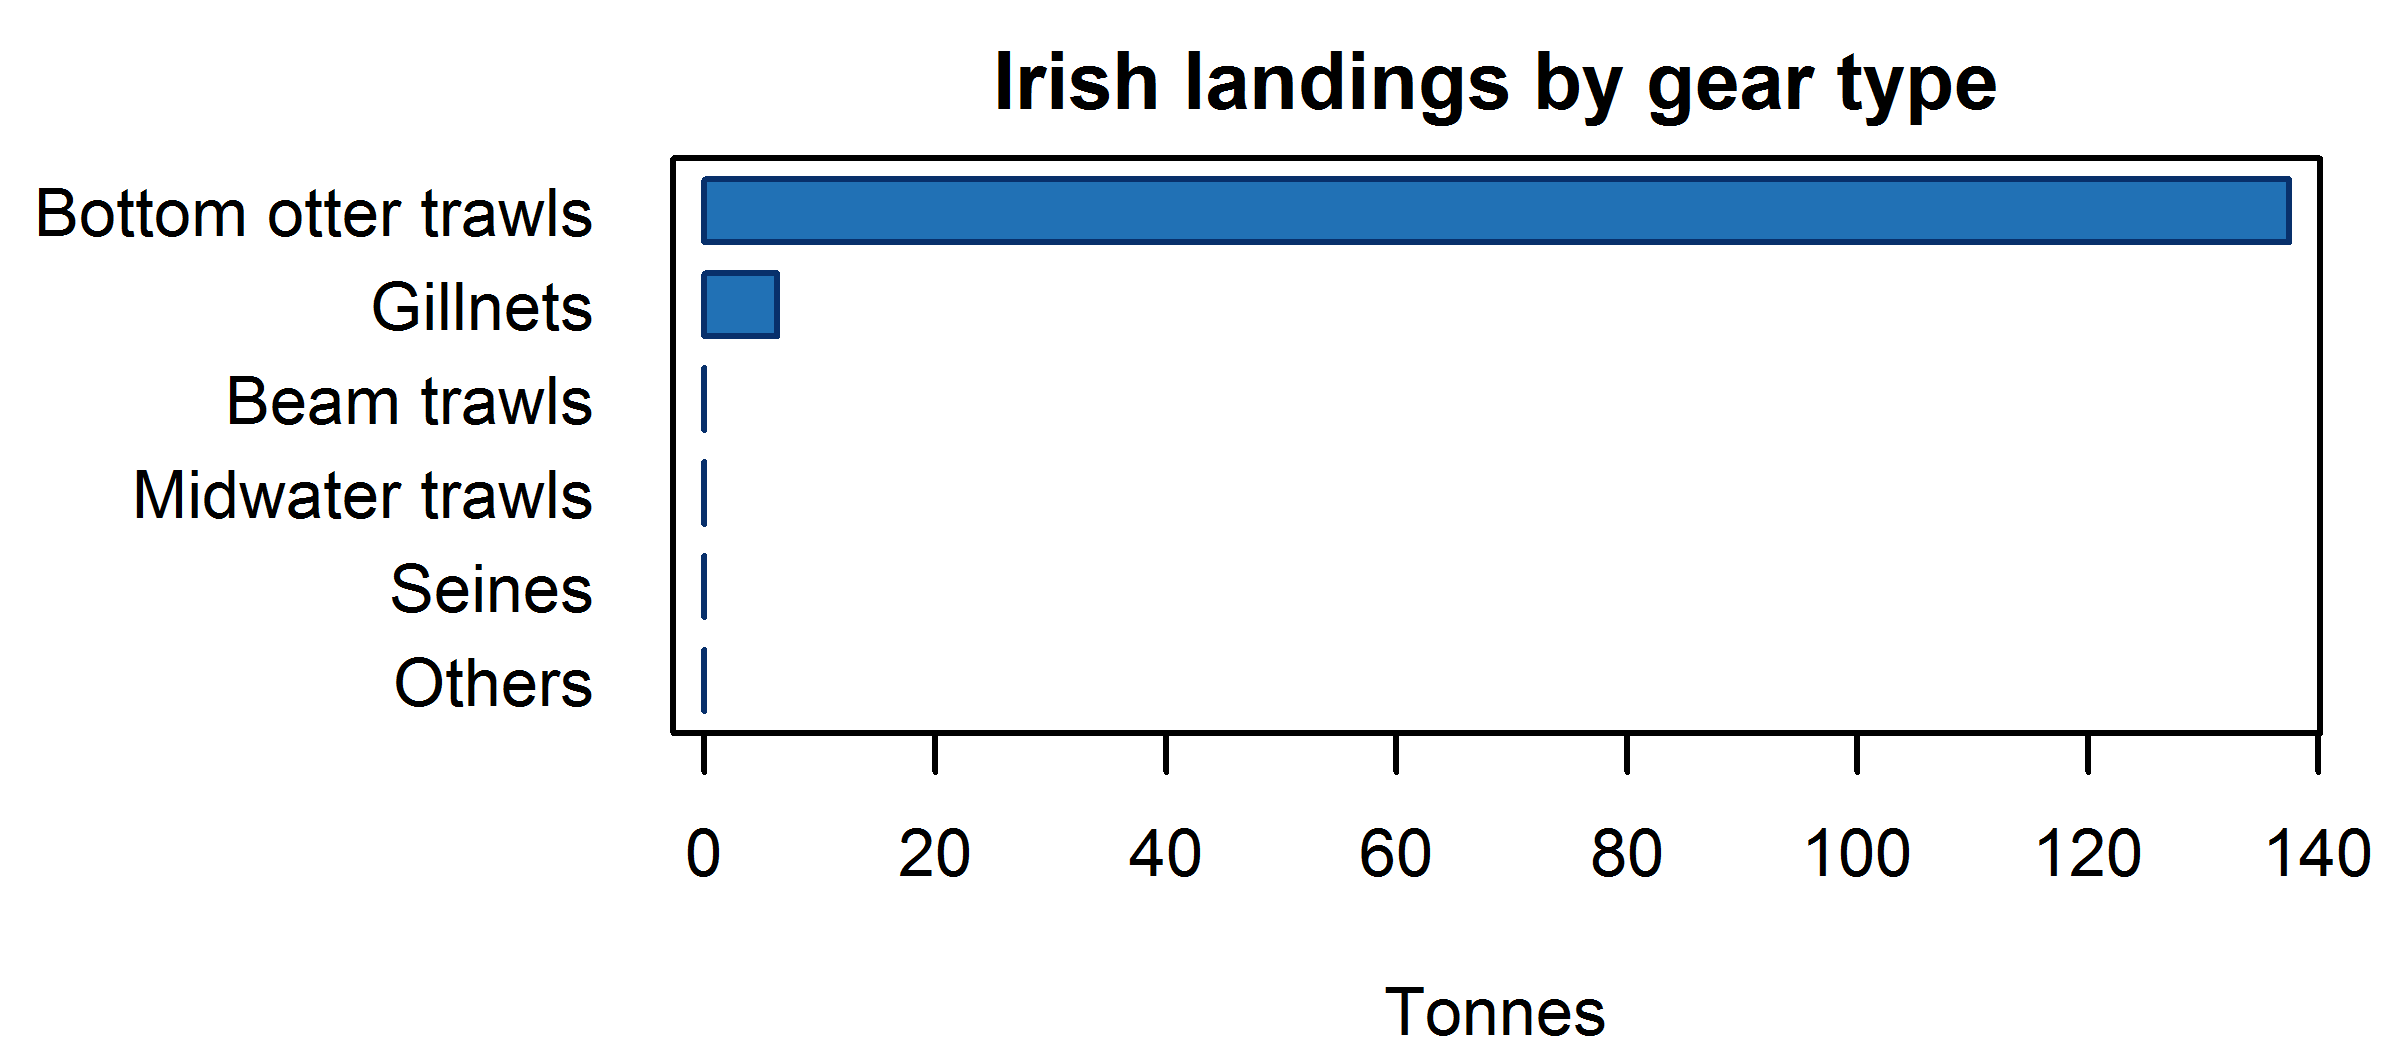 Irish landings by gear type
Bottom otter trawls
Gillnets
Beam trawls
Midwater trawls
Seines
Others
0 20 40 60 80 100 120 140
Tonnes